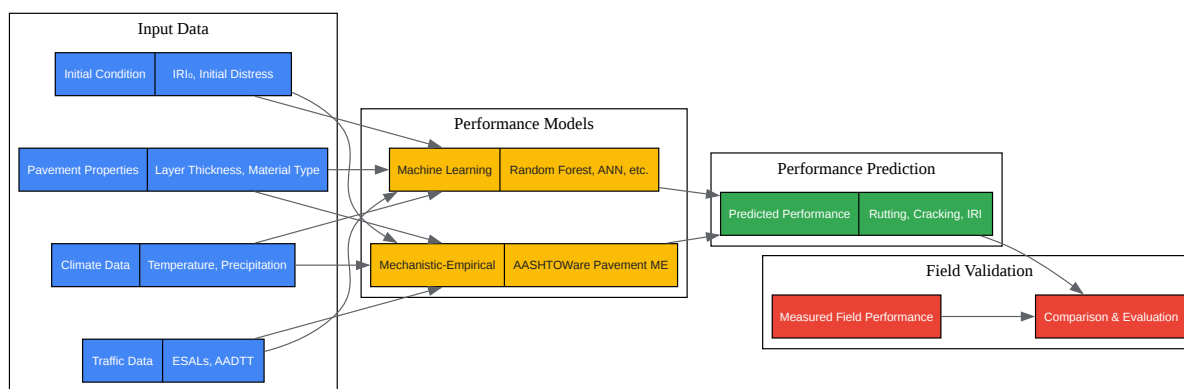 Input Data
Initial Condition
IRI₀, Initial Distress
Pavement Properties
Layer Thickness, Material Type
Climate Data
Temperature, Precipitation
Traffic Data
ESALs, AADTT
Performance Models
Machine Learning
Random Forest, ANN, etc.
Mechanistic-Empirical
AASHTOWare Pavement ME
Performance Prediction
Predicted Performance
Rutting, Cracking, IRI
Field Validation
Measured Field Performance
Comparison & Evaluation